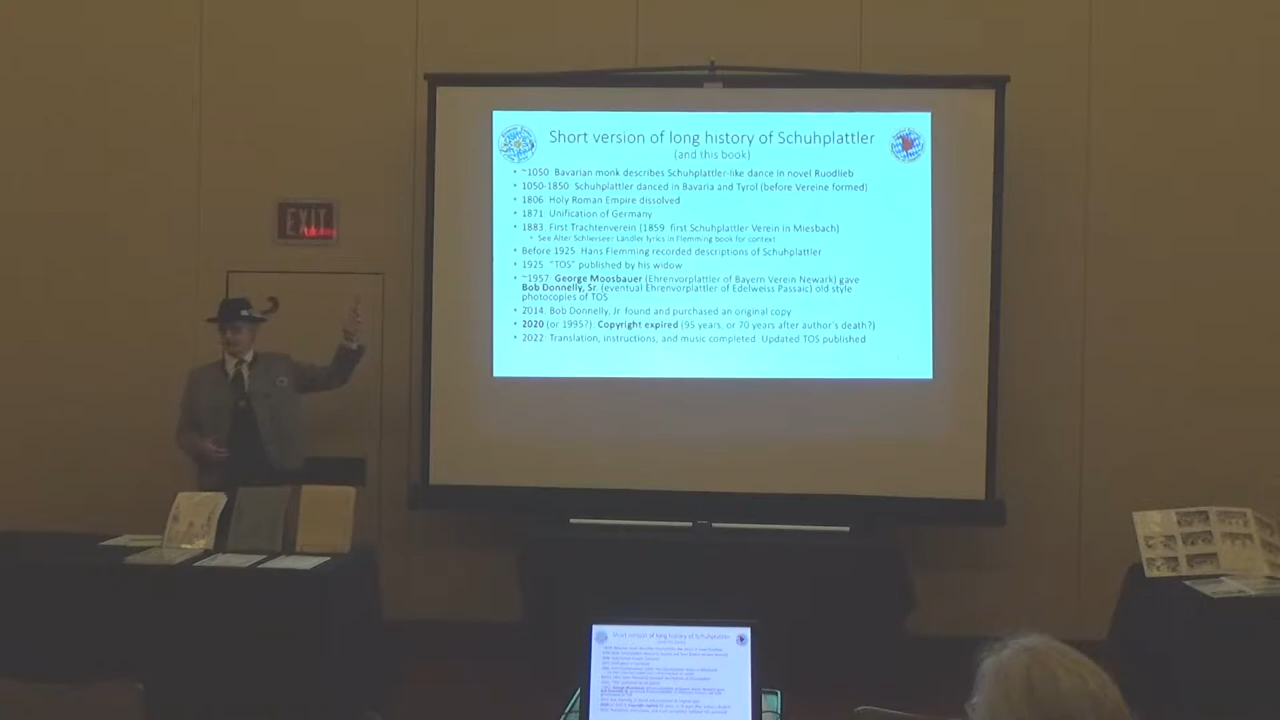 EXIT
Short version of long history of Schuhplattler
(and this book)
• ~1050 Bavarian monk describes Schuhplattler-like dance in novel Ruodlieb
• 1050-1850 Schuhplattler danced in Bavaria and Tyrol (before Vereine formed)
• 1806 Holy Roman Empire dissolved
• 1871 Unification of Germany
• 1883 First Trachtenverein (1859 first Schuhplattler Verein in Miesbach)
• See Alter Schlierseer Ländler lyrics in Flemming book for context
• Before 1925 Hans Flemming recorded descriptions of Schuhplattler
• 1925 "TOS" published by his widow
• ~1957 George Moosbauer (Ehrenvorplattler of Bayern Verein Newark) gave
Bob Donnelly, Sr. (eventual Ehrenvorplattler of Edelweiss Passaic) old style
photocopies of TOS
• 2014 Bob Donnelly, Jr found and purchased an original copy
• 2020 (or 1995?) Copyright expired (95 years, or 70 years after author's death?)
• 2022 Translation, instructions, and music completed Updated TOS published
Short version of long history of Schuhplattler